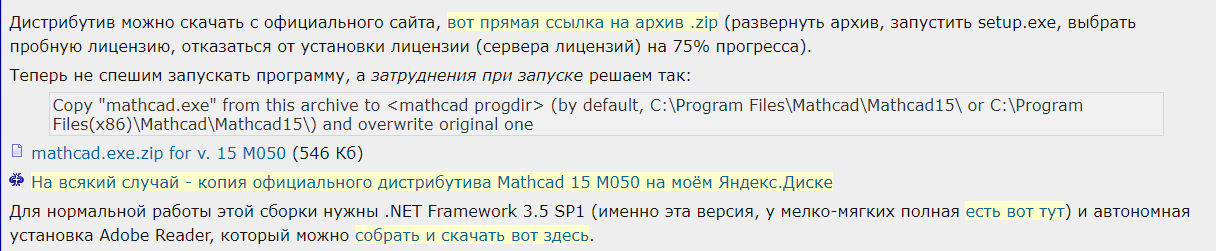 Дистрибутив можно скачать с официального сайта, вот прямая ссылка на архив .zip (развернуть архив, запустить setup.exe, выбрать
пробную лицензию, отказаться от установки лицензии (сервера лицензий) на 75% прогресса).
Теперь не спешим запускать программу, а затруднения при запуске решаем так:
Copy "mathcad.exe" from this archive to <mathcad progdir> (by default, C:\Program Files\Mathcad\Mathcad15\ or C:\Program
Files(x86)\Mathcad\Mathcad15\) and overwrite original one
mathcad.exe.zip for v. 15 M050 (546 Кб)
На всякий случай - копия официального дистрибутива Mathcad 15 M050 на моём Яндекс.Диске
Для нормальной работы этой сборки нужны .NET Framework 3.5 SP1 (именно эта версия, у мелко-мягких полная есть вот тут) и автономная
установка Adobe Reader, который можно собрать и скачать вот здесь.